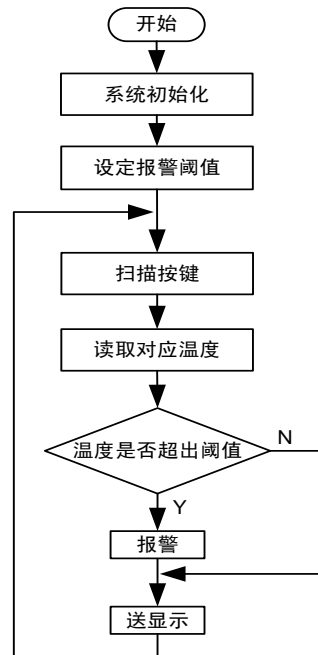 开始
系统初始化
设定报警阈值
扫描按键
读取对应温度
温度是否超出阈值
N
Y
报警
送显示